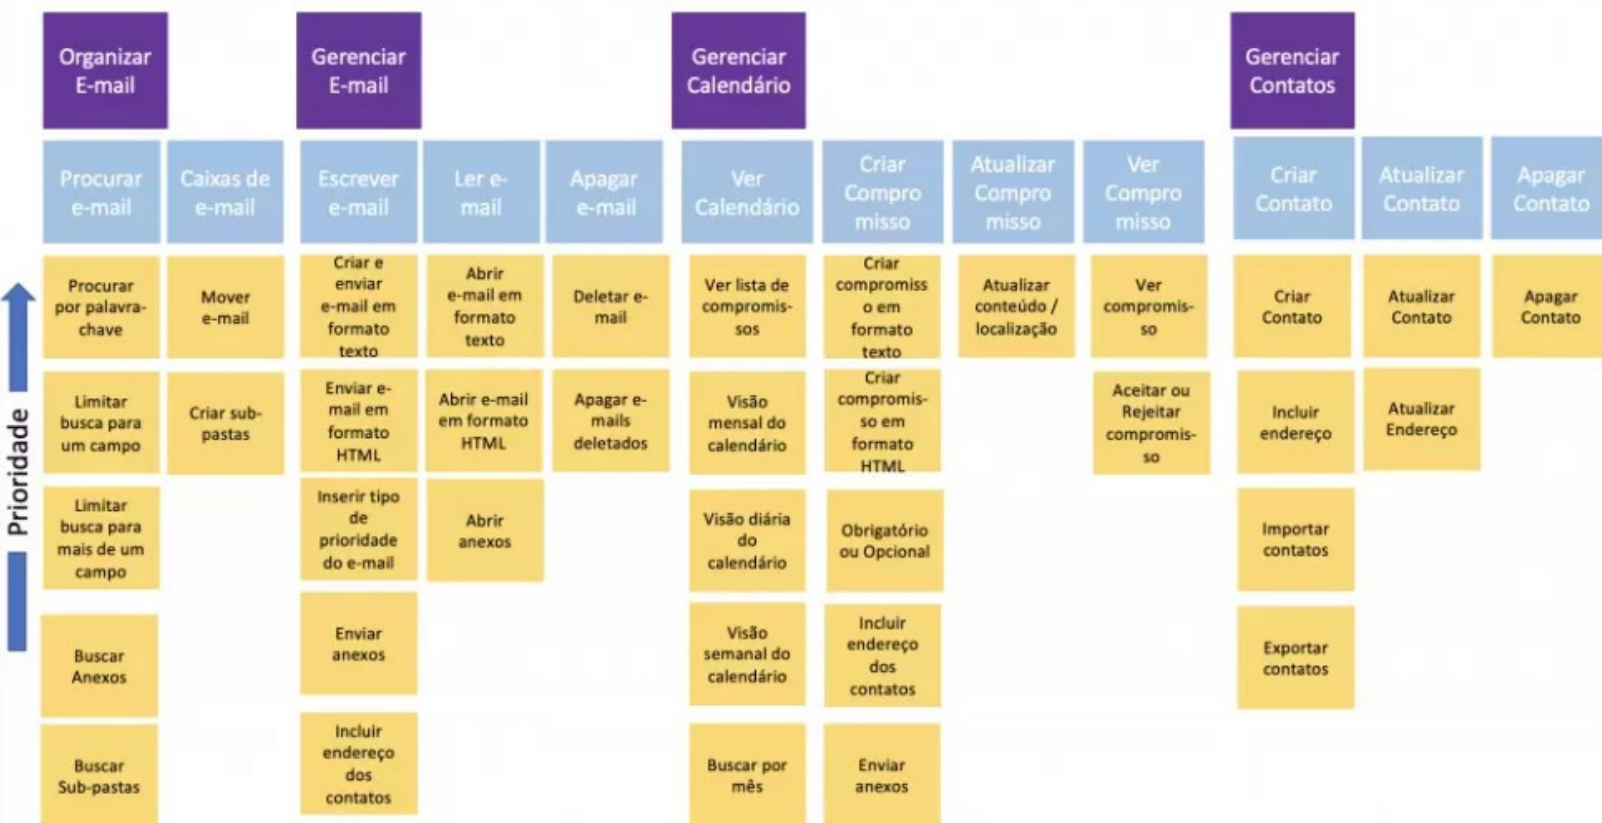 Organizar
E-mail
Gerenciar
E-mail
Gerenciar
Calendário
Gerenciar
Contatos
Procurar
e-mail
Caixas de
e-mail
Escrever
e-mail
Ler e-
mail
Apagar
e-mail
Ver
Calendário
Criar
Compro
misso
Atualizar
Compro
misso
Ver
Compro
misso
Criar
Contato
Atualizar
Contato
Apagar
Contato
Prioridade
Procurar
por palavra-
chave
Mover
e-mail
Criar e
enviar
e-mail em
formato
texto
Abrir
e-mail em
formato
texto
Deletar e-
mail
Ver lista de
compromis-
sos
Criar
compromiss
o em
formato
texto
Atualizar
conteúdo /
localização
Ver
compromis-
so
Criar
Contato
Atualizar
Contato
Apagar
Contato
Limitar
busca para
um campo
Criar sub-
pastas
Enviar e-
mail em
formato
HTML
Abrir e-mail
em formato
HTML
Apagar e-
mails
deletados
Visão
mensal do
calendário
Criar
compromis-
so em
formato
HTML
Aceitar ou
Rejeitar
compromis-
so
Incluir
endereço
Atualizar
Endereço
Limitar
busca para
mais de um
campo
Inserir tipo
de
prioridade
do e-mail
Abrir
anexos
Visão diária
do
calendário
Obrigatório
ou Opcional
Importar
contatos
Buscar
Anexos
Enviar
anexos
Visão
semanal do
calendário
Incluir
endereço
dos
contatos
Exportar
contatos
Buscar
Sub-pastas
Incluir
endereço
dos
contatos
Buscar por
mês
Enviar
anexos